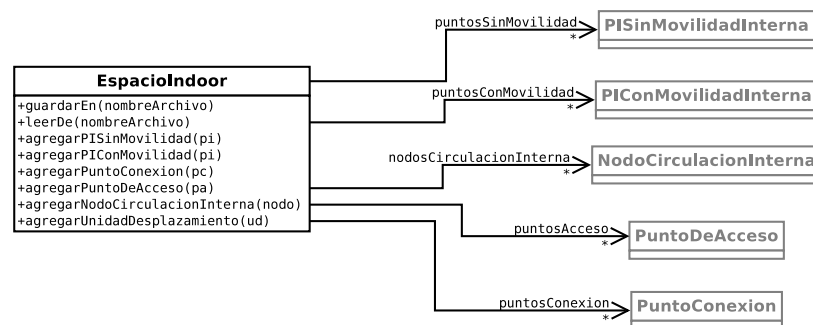 puntosSinMovilidad
*
PISinMovilidadInterna
EspacioIndoor
+guardarEn(nombreArchivo)
+leerDe(nombreArchivo)
+agregarPISinMovilidad(pi)
+agregarPIConMovilidad(pi)
+agregarPuntoConexion(pc)
+agregarPuntoDeAcceso(pa)
+agregarNodoCirculacionInterna(nodo)
+agregarUnidadDesplazamiento(ud)
puntosConMovilidad
*
PIConMovilidadInterna
nodosCirculacionInterna
*
NodoCirculacionInterna
puntosAcceso
*
PuntoDeAcceso
puntosConexion
*
PuntoConexion